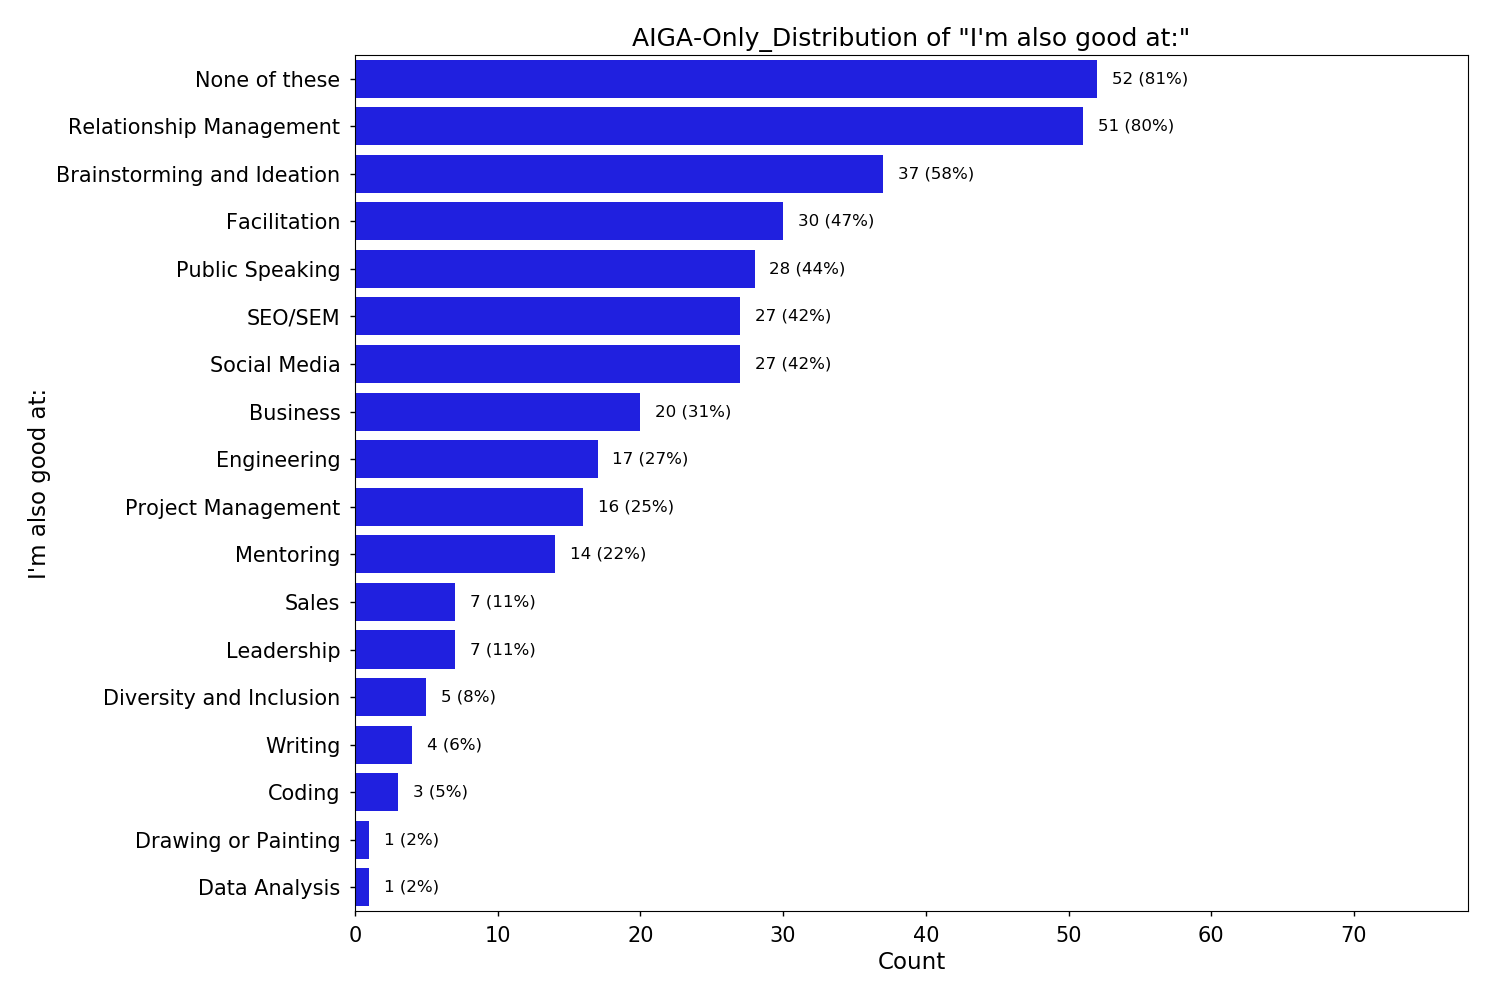 AIGA-Only_Distribution of "I'm also good at:"
None of these 52 (81%)
Relationship Management 51 (80%)
Brainstorming and Ideation 37 (58%)
Facilitation 30 (47%)
Public Speaking 28 (44%)
SEO/SEM 27 (42%)
Social Media 27 (42%)
Business 20 (31%)
Engineering 17 (27%)
Project Management 16 (25%)
Mentoring 14 (22%)
Sales 7 (11%)
Leadership 7 (11%)
Diversity and Inclusion 5 (8%)
Writing 4 (6%)
Coding 3 (5%)
Drawing or Painting 1 (2%)
Data Analysis 1 (2%)
I'm also good at:
0 10 20 30 40 50 60 70
Count